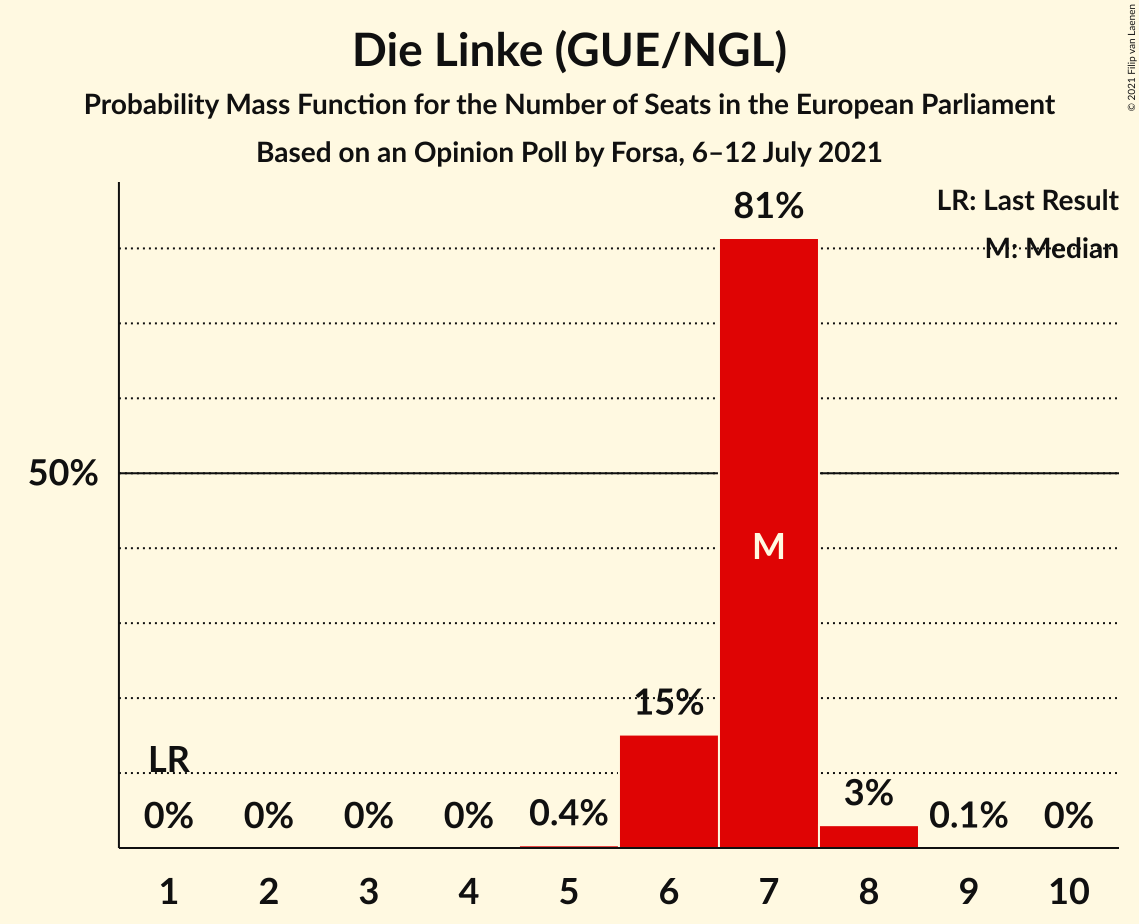 Die Linke (GUE/NGL)
Probability Mass Function for the Number of Seats in the European Parliament
Based on an Opinion Poll by Forsa, 6–12 July 2021
© 2021 Filip van Laenen
LR: Last Result
M: Median
81%
50%
M
15%
LR
3%
0% 0% 0% 0% 0.4% 0.1% 0%
1 2 3 4 5 6 7 8 9 10